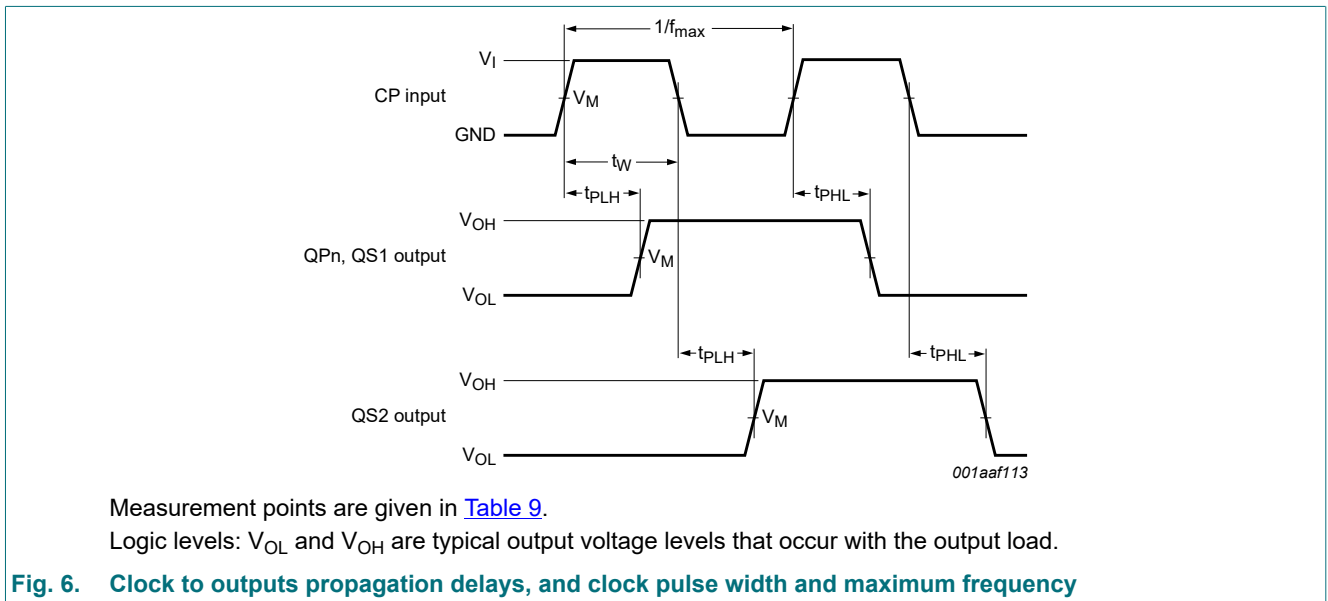 1/fmax
VI
CP input
VM
GND
tW
tPLH
tPHL
VOH
QPn, QS1 output
VM
VOL
tPLH
tPHL
VOH
QS2 output
VM
VOL
001aaf113
Measurement points are given in Table 9.
Logic levels: VOL and VOH are typical output voltage levels that occur with the output load.
Fig. 6. Clock to outputs propagation delays, and clock pulse width and maximum frequency